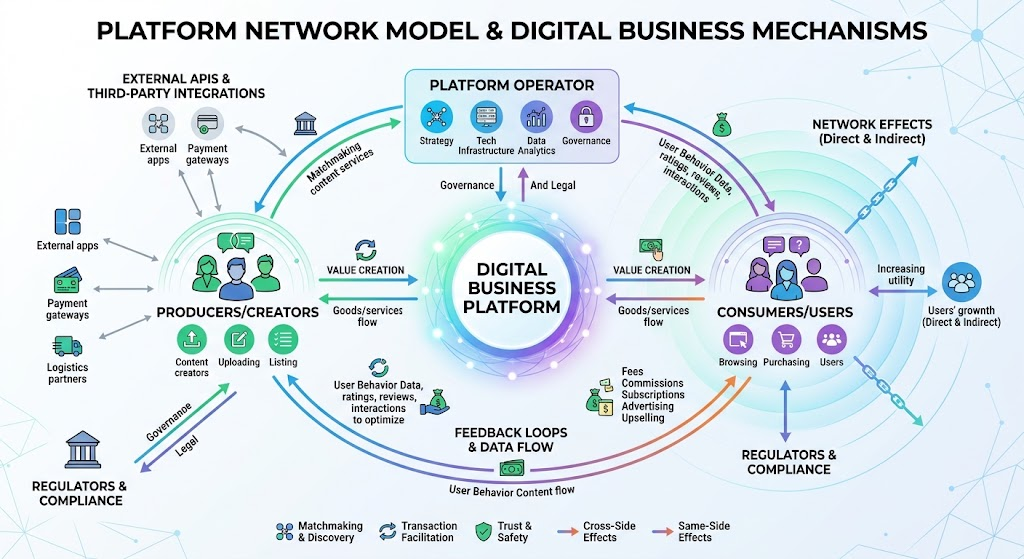 PLATFORM NETWORK MODEL & DIGITAL BUSINESS MECHANISMS
EXTERNAL APIS &
THIRD-PARTY INTEGRATIONS
External
apps
Payment
gateways
Matchmaking
content services
PLATFORM OPERATOR
Strategy
Tech
Infrastructure
Data
Analytics
Governance
Governance
And Legal
User Behavior Data,
ratings, reviews,
interactions
NETWORK EFFECTS
(Direct & Indirect)
External apps
Payment
gateways
Logistics
partners
PRODUCERS/CREATORS
Content
creators
Uploading
Listing
VALUE CREATION
Goods/services
flow
DIGITAL
BUSINESS
PLATFORM
VALUE CREATION
Goods/services
flow
CONSUMERS/USERS
Browsing
Purchasing
Users
Increasing
utility
Users' growth
(Direct & Indirect)
Governance
Legal
REGULATORS &
COMPLIANCE
User Behavior Data,
ratings, reviews,
interactions
to optimize
Fees
Commissions
Subscriptions
Advertising
Upselling
FEEDBACK LOOPS
& DATA FLOW
User Behavior Content flow
REGULATORS &
COMPLIANCE
Matchmaking
& Discovery
Transaction
Facilitation
Trust &
Safety
Cross-Side
Effects
Same-Side
Effects